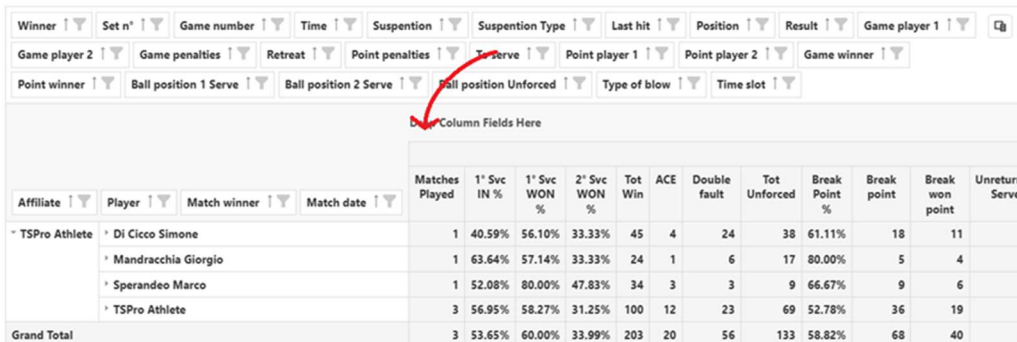 Winner Set n° Game number Time Suspention Suspention Type Last hit Position Result Game player 1
Game player 2 Game penalties Retreat Point penalties To serve Point player 1 Point player 2 Game winner
Point winner Ball position 1 Serve Ball position 2 Serve Ball position Unforced Type of blow Time slot
Drop Column Fields Here
Affiliate Player Match winner Match date
Matches Played 1° Svc IN % 1° Svc WON % 2° Svc WON % Tot Win ACE Double fault Tot Unforced Break Point % Break point Break won point Unretur Serve
TSPro Athlete Di Cicco Simone 1 40.59% 56.10% 33.33% 45 4 24 38 61.11% 18 11
Mandracchia Giorgio 1 63.64% 57.14% 33.33% 24 1 6 17 80.00% 5 4
Sperandeo Marco 1 52.08% 80.00% 47.83% 34 3 3 9 66.67% 9 6
TSPro Athlete 3 56.95% 58.27% 31.25% 100 12 23 69 52.78% 36 19
Grand Total 3 53.65% 60.00% 33.99% 203 20 56 133 58.82% 68 40